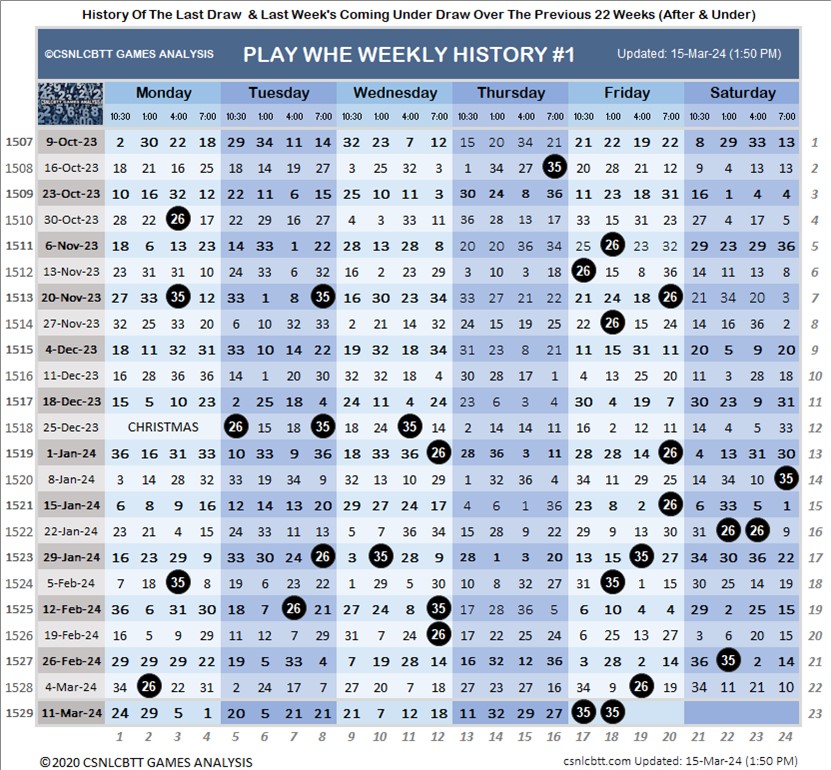 History Of The Last Draw & Last Week's Coming Under Draw Over The Previous 22 Weeks (After & Under)
©CSNLCBTT GAMES ANALYSIS PLAY WHE WEEKLY HISTORY #1 Updated: 15-Mar-24 (1:50 PM)
CSNLCBTT GAMES ANALYSIS Monday Tuesday Wednesday Thursday Friday Saturday
10:30 1:00 4:00 7:00 10:30 1:00 4:00 7:00 10:30 1:00 4:00 7:00 10:30 1:00 4:00 7:00 10:30 1:00 4:00 7:00 10:30 1:00 4:00 7:00
1507 9-Oct-23 2 30 22 18 29 34 11 14 32 23 7 12 15 20 34 21 21 22 19 22 8 29 33 13 1
1508 16-Oct-23 18 21 16 25 18 14 19 27 3 25 32 3 1 34 27 35 20 28 21 12 9 4 13 13 2
1509 23-Oct-23 10 16 32 12 22 11 6 15 25 10 11 3 30 24 8 36 11 23 18 31 16 1 4 4 3
1510 30-Oct-23 28 22 26 17 22 29 16 27 4 3 33 11 36 28 13 17 33 15 31 23 27 4 17 5 4
1511 6-Nov-23 18 6 13 23 14 33 1 22 28 13 28 8 20 20 36 34 25 26 23 32 29 23 29 36 5
1512 13-Nov-23 23 31 31 10 24 33 6 32 16 2 23 29 3 10 3 18 26 15 8 36 14 11 13 8 6
1513 20-Nov-23 27 33 35 12 33 1 8 35 16 30 23 34 33 27 21 22 21 24 18 26 21 34 20 3 7
1514 27-Nov-23 32 25 33 20 6 10 32 33 2 21 14 32 24 15 19 25 22 26 15 24 14 16 36 2 8
1515 4-Dec-23 18 11 32 31 33 10 14 22 19 32 18 34 31 23 8 21 11 15 31 11 20 5 9 20 9
1516 11-Dec-23 16 28 36 36 14 1 20 30 32 32 18 4 30 28 17 1 4 13 25 20 11 3 28 18 10
1517 18-Dec-23 15 5 10 23 2 25 18 4 24 11 4 24 23 6 3 4 30 4 19 7 30 23 9 31 11
1518 25-Dec-23 CHRISTMAS 26 15 18 35 18 24 35 14 2 14 14 11 16 2 12 11 14 4 5 33 12
1519 1-Jan-24 36 16 31 33 10 33 9 36 18 33 36 26 28 36 3 11 33 28 14 26 4 13 31 30 13
1520 8-Jan-24 3 14 28 32 33 19 34 9 32 13 10 29 1 32 36 4 34 11 29 25 14 34 10 35 14
1521 15-Jan-24 6 8 9 16 12 14 13 20 29 27 24 17 4 6 1 36 23 8 2 26 6 33 5 1 15
1522 22-Jan-24 23 21 4 15 24 33 11 13 5 7 36 34 15 28 9 22 29 9 13 30 31 26 26 9 16
1523 29-Jan-24 16 23 29 9 33 30 24 26 10 35 28 9 28 1 3 20 13 15 35 27 34 30 36 22 17
1524 5-Feb-24 7 18 35 8 19 6 23 22 1 29 5 30 10 8 32 27 31 35 1 15 30 25 14 19 18
1525 12-Feb-24 36 6 31 30 18 7 26 21 27 24 8 35 17 28 36 5 6 10 4 4 29 2 25 15 19
1526 19-Feb-24 16 5 9 29 11 12 7 29 31 7 24 26 17 22 25 24 6 25 13 27 3 6 20 15 20
1527 26-Feb-24 29 29 29 22 19 5 33 4 7 19 28 14 16 32 12 36 3 28 2 14 36 35 2 14 21
1528 4-Mar-24 34 26 22 31 2 24 17 7 27 20 7 18 27 23 27 16 34 9 26 19 34 11 21 10 22
1529 11-Mar-24 24 29 5 1 20 5 21 21 21 7 12 18 11 32 29 27 35 35 23
1 2 3 4 5 6 7 8 9 10 11 12 13 14 15 16 17 18 19 20 21 22 23 24
©2020 CSNLCBTT GAMES ANALYSIS csnlcbtt.com Updated: 15-Mar-24 (1:50 PM)